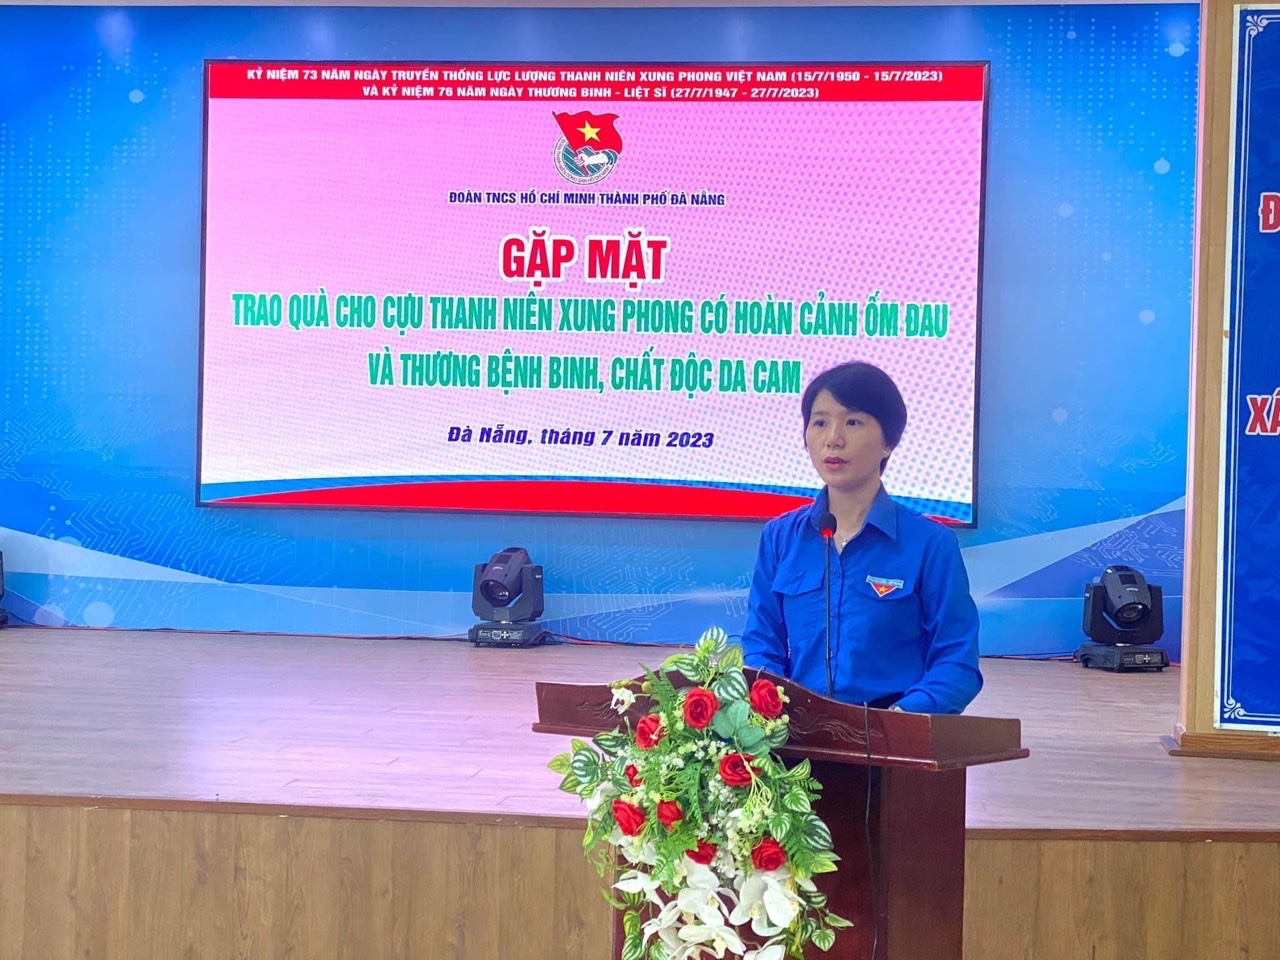 KỶ NIỆM 73 NĂM NGÀY TRUYỀN THỐNG LỰC LƯỢNG THANH NIÊN XUNG PHONG VIỆT NAM (15/7/1950 - 15/7/2023)
VÀ KỶ NIỆM 76 NĂM NGÀY THƯƠNG BINH - LIỆT SĨ (27/7/1947 - 27/7/2023)
ĐOÀN TNCS HỒ CHÍ MINH THÀNH PHỐ ĐÀ NẴNG
GẶP MẶT
TRAO QUÀ CHO CỰU THANH NIÊN XUNG PHONG CÓ HOÀN CẢNH ỐM ĐAU
VÀ THƯƠNG BỆNH BINH, CHẤT ĐỘC DA CAM
Đà Nẵng, tháng 7 năm 2023